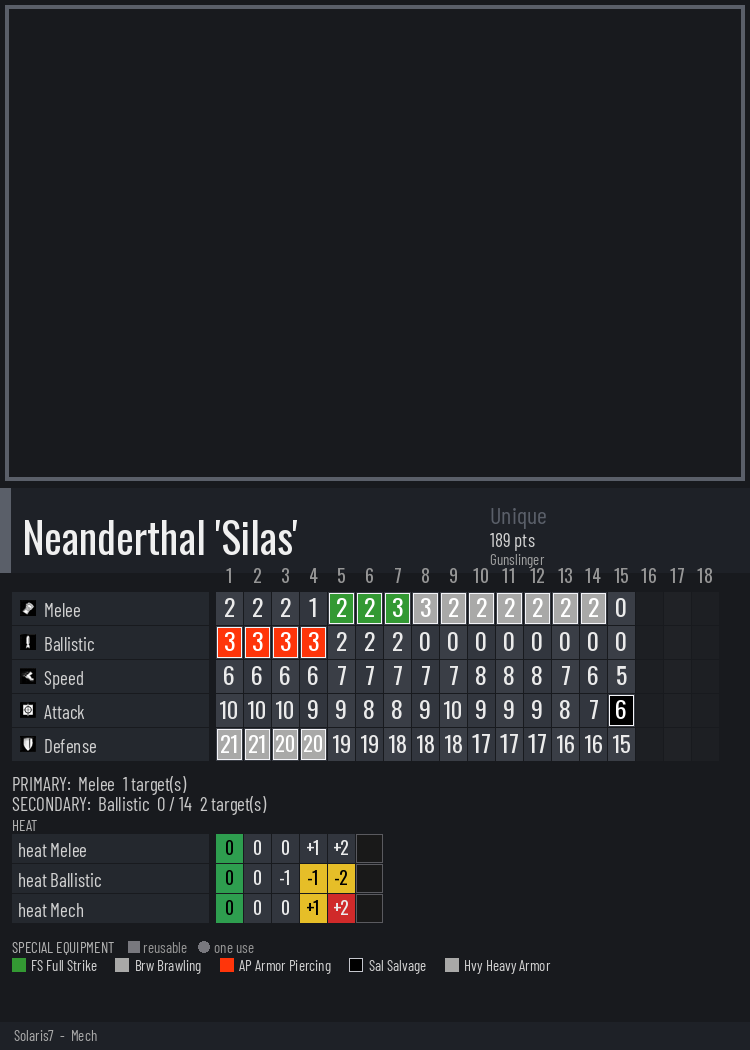 Neanderthal 'Silas'
Unique
189 pts
Gunslinger
1 2 3 4 5 6 7 8 9 10 11 12 13 14 15 16 17 18
Melee 2 2 2 1 2 2 3 3 2 2 2 2 2 2 0
Ballistic 3 3 3 3 2 2 2 0 0 0 0 0 0 0 0
Speed 6 6 6 6 7 7 7 7 7 8 8 8 7 6 5
Attack 10 10 10 9 9 8 8 9 10 9 9 9 8 7 6
Defense 21 21 20 20 19 19 18 18 18 17 17 17 16 16 15
PRIMARY: Melee 1 target(s)
SECONDARY: Ballistic 0 / 14 2 target(s)
HEAT
heat Melee 0 0 0 +1 +2
heat Ballistic 0 0 -1 -1 -2
heat Mech 0 0 0 +1 +2
SPECIAL EQUIPMENT reusable one use
FS Full Strike Brw Brawling AP Armor Piercing Sal Salvage Hvy Heavy Armor
Solaris7 - Mech